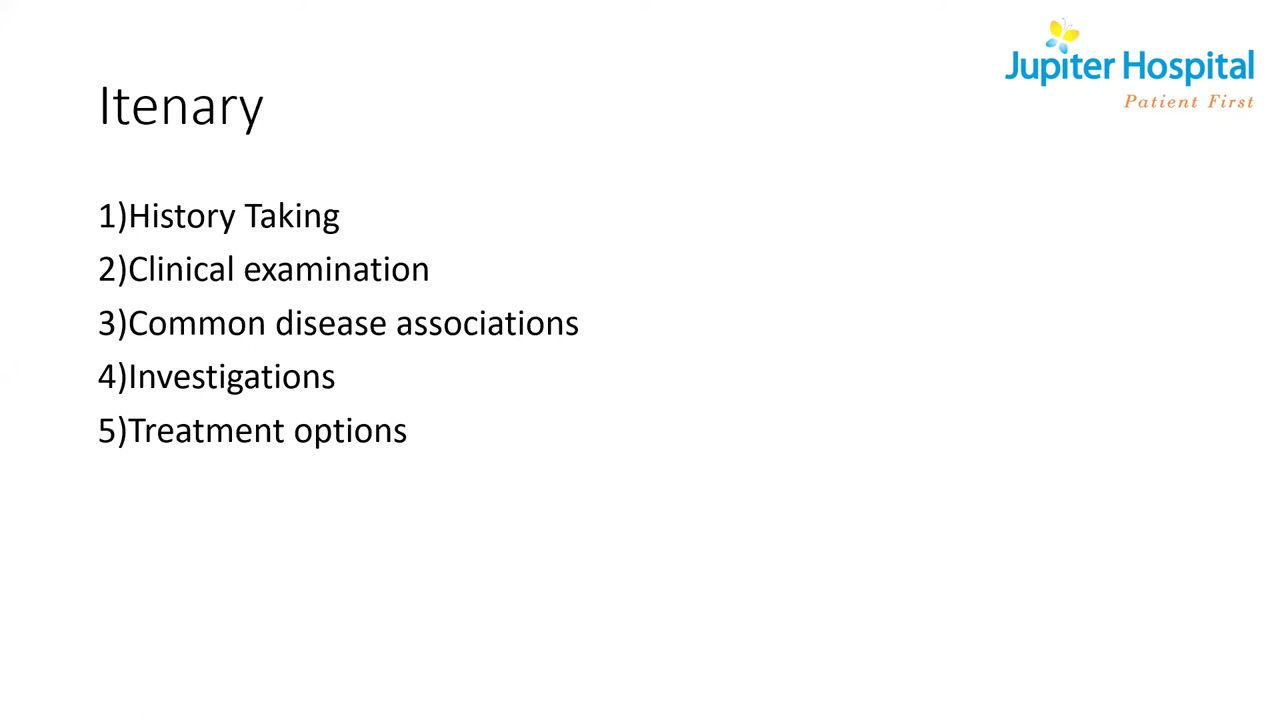 Jupiter Hospital
Patient First
Itenary
1)History Taking
2)Clinical examination
3)Common disease associations
4)Investigations
5)Treatment options